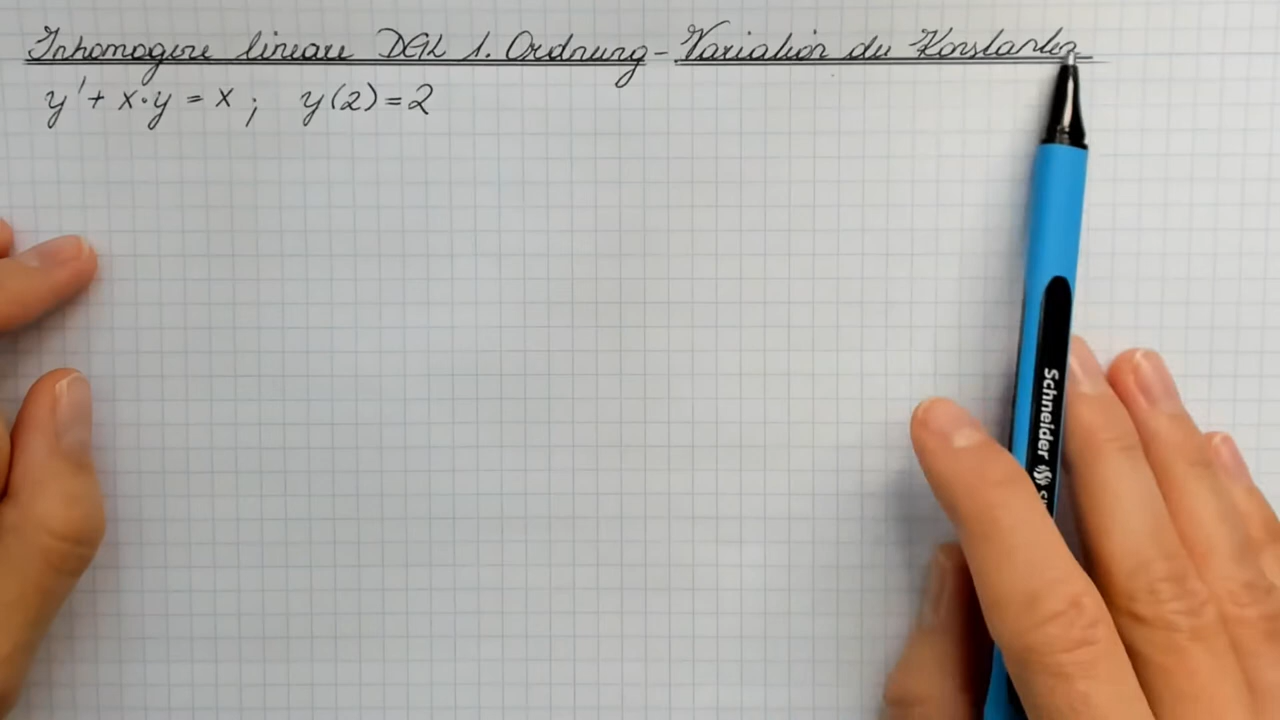 Inhomogene lineare DGL 1. Ordnung - Variation der Konstanten
y' + x·y = x ; y(2) = 2
Schneider